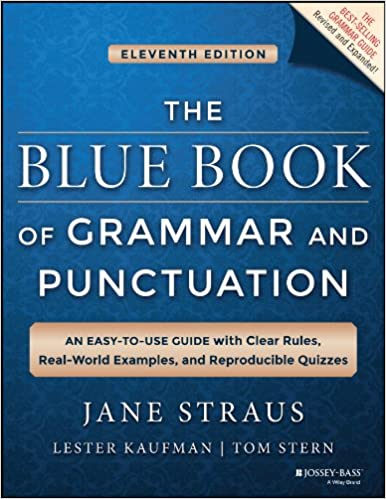 ELEVENTH EDITION
THE
BEST-SELLING
GRAMMAR GUIDE
Revised and Expanded!
THE
BLUE BOOK
OF GRAMMAR AND
PUNCTUATION
AN EASY-TO-USE GUIDE with Clear Rules,
Real-World Examples, and Reproducible Quizzes
JANE STRAUS
LESTER KAUFMAN | TOM STERN
JOSSEY-BASS™
A Wiley Brand